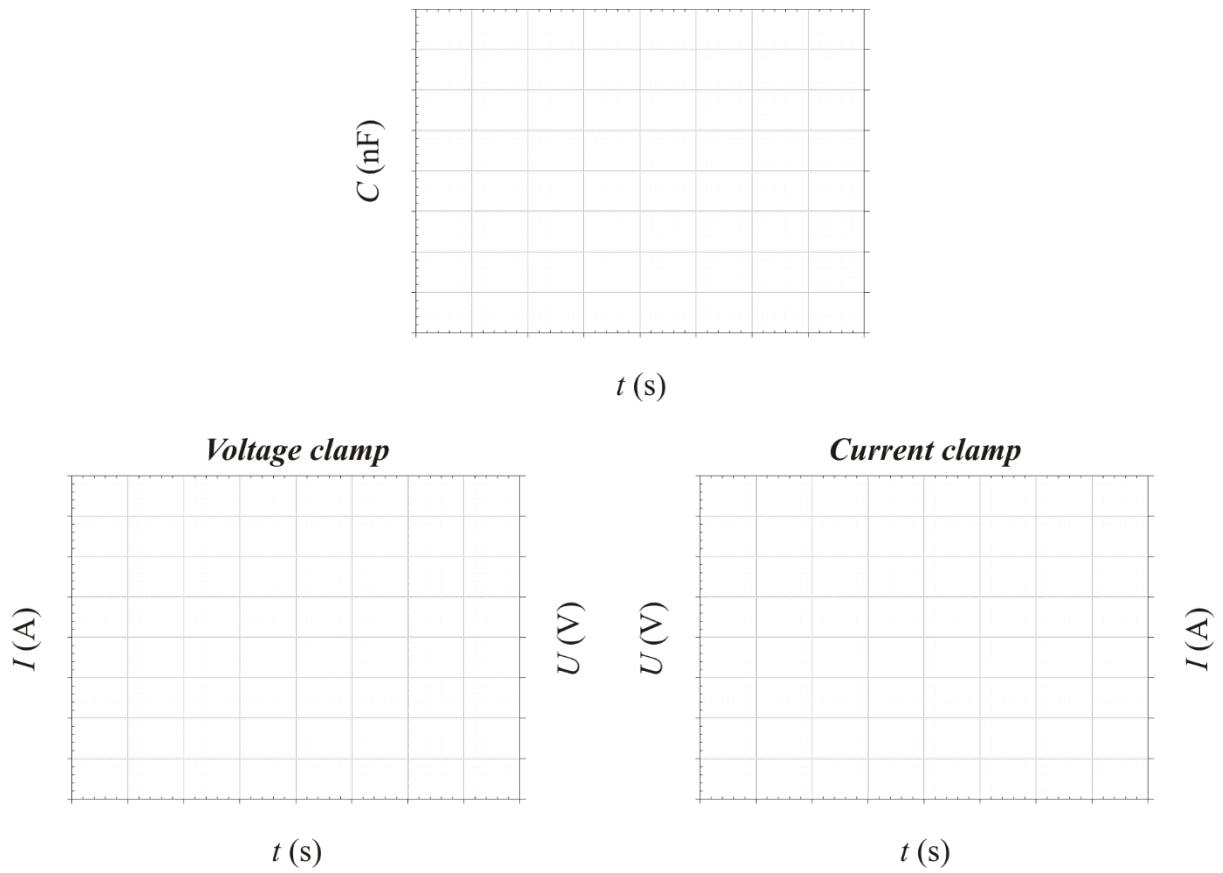 C (nF)
t (s)
Voltage clamp
I (A)
U (V)
t (s)
Current clamp
U (V)
I (A)
t (s)